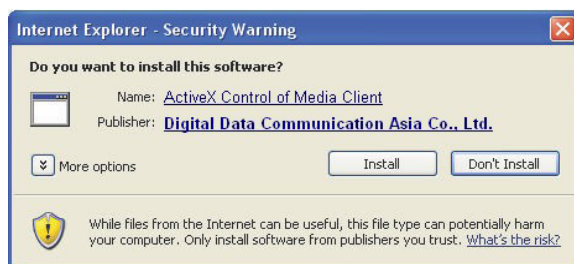 Internet Explorer - Security Warning
Do you want to install this software?
Name: ActiveX Control of Media Client
Publisher: Digital Data Communication Asia Co., Ltd.
More options
Install
Don't Install
While files from the Internet can be useful, this file type can potentially harm
your computer. Only install software from publishers you trust. What's the risk?